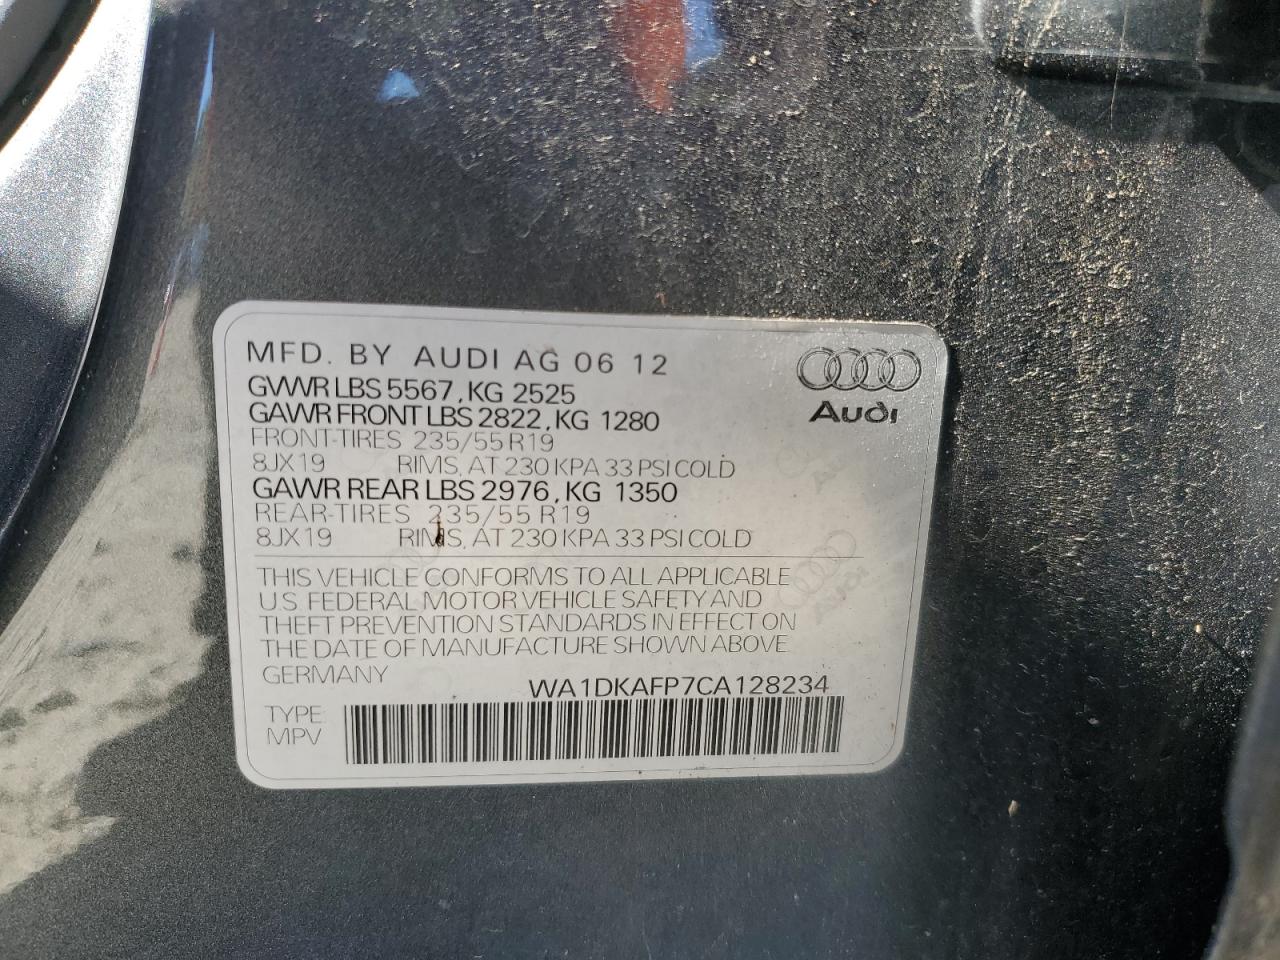 MFD. BY AUDI AG 06 12
GVWR LBS 5567, KG 2525
GAWR FRONT LBS 2822, KG 1280
FRONT-TIRES 235/55 R19
8JX19 RIMS, AT 230 KPA 33 PSI COLD
GAWR REAR LBS 2976, KG 1350
REAR-TIRES 235/55 R19
8JX19 RIMS, AT 230 KPA 33 PSI COLD
Audi
THIS VEHICLE CONFORMS TO ALL APPLICABLE
U.S. FEDERAL MOTOR VEHICLE SAFETY AND
THEFT PREVENTION STANDARDS IN EFFECT ON
THE DATE OF MANUFACTURE SHOWN ABOVE.
GERMANY
WA1DKAFP7CA128234
TYPE:
MPV
Audi